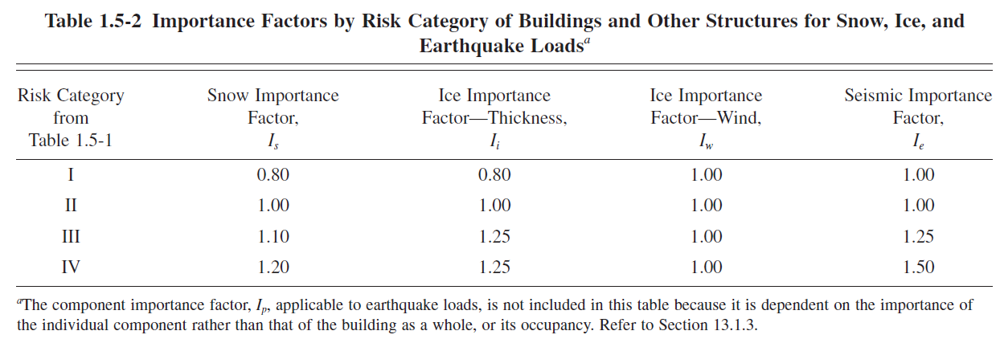 Table 1.5-2 Importance Factors by Risk Category of Buildings and Other Structures for Snow, Ice, and
Earthquake Loadsᵃ
Risk Category from Table 1.5-1 Snow Importance Factor, Iₛ Ice Importance Factor—Thickness, Iᵢ Ice Importance Factor—Wind, I_w Seismic Importance Factor, Iₑ
I 0.80 0.80 1.00 1.00
II 1.00 1.00 1.00 1.00
III 1.10 1.25 1.00 1.25
IV 1.20 1.25 1.00 1.50
ᵃThe component importance factor, Iₚ, applicable to earthquake loads, is not included in this table because it is dependent on the importance of
the individual component rather than that of the building as a whole, or its occupancy. Refer to Section 13.1.3.